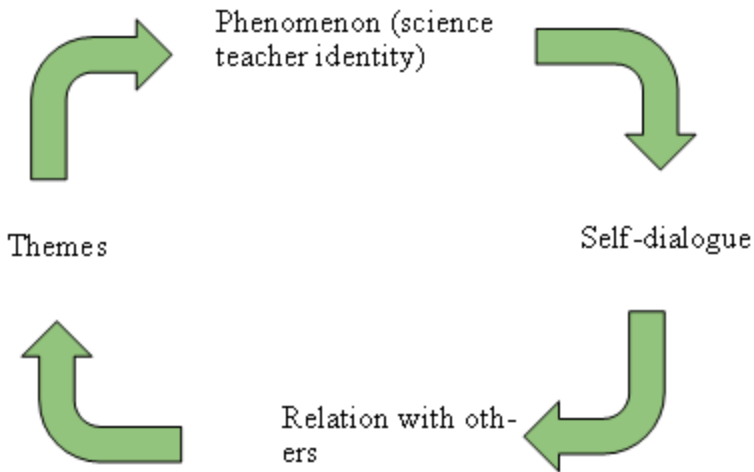 Phenomenon (science
teacher identity)
Self-dialogue
Relation with oth-
ers
Themes